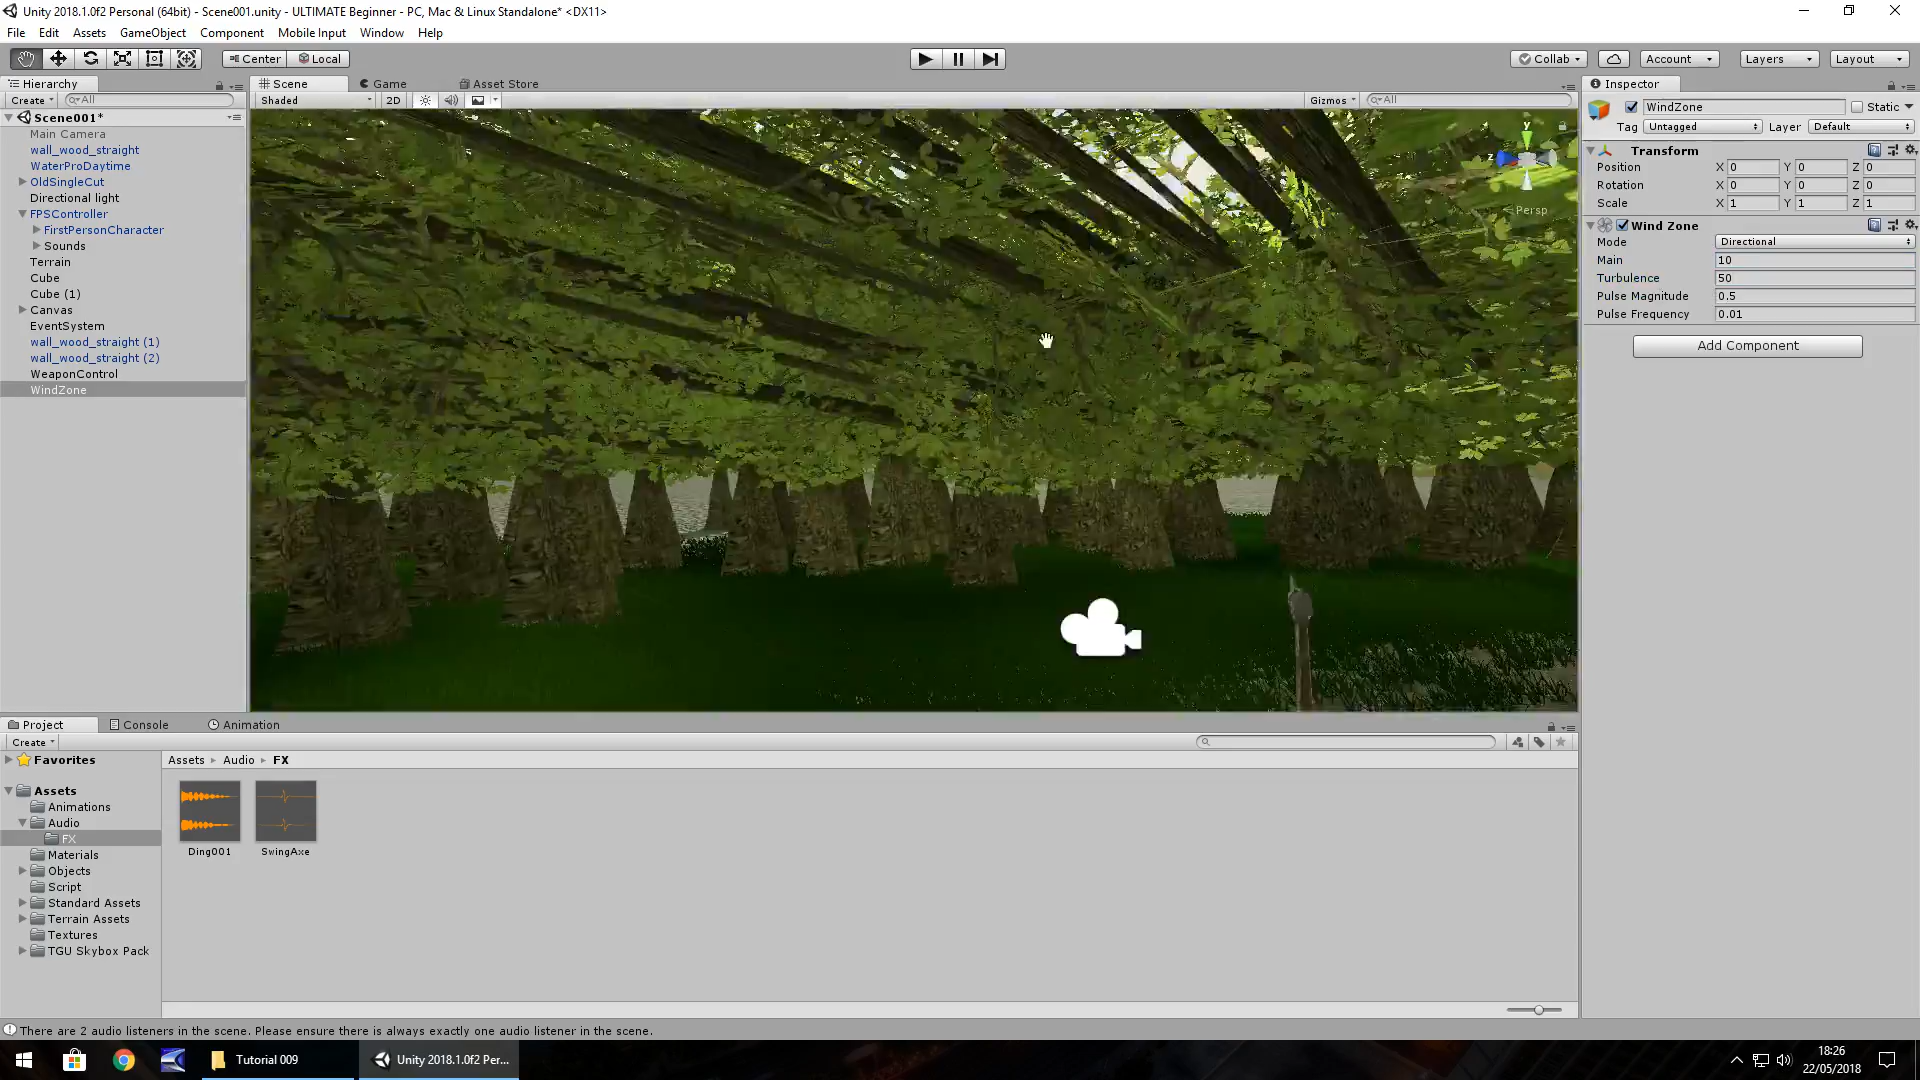 Unity 2018.1.0f2 Personal (64bit) - Scene001.unity - ULTIMATE Beginner - PC, Mac & Linux Standalone* <DX11>
File Edit Assets GameObject Component Mobile Input Window Help
Center Local Collab Account Layers Layout
Hierarchy
Create All
Scene001*
Main Camera
wall_wood_straight
WaterProDaytime
OldSingleCut
Directional light
FPSController
FirstPersonCharacter
Sounds
Terrain
Cube
Cube (1)
Canvas
EventSystem
wall_wood_straight (1)
wall_wood_straight (2)
WeaponControl
WindZone
Scene Game Asset Store
Shaded 2D Gizmos All
y
z
Persp
Inspector
WindZone Static
Tag Untagged Layer Default
Transform
Position X 0 Y 0 Z 0
Rotation X 0 Y 0 Z 0
Scale X 1 Y 1 Z 1
Wind Zone
Mode Directional
Main 10
Turbulence 50
Pulse Magnitude 0.5
Pulse Frequency 0.01
Add Component
Project Console Animation
Create
Favorites
Assets
Animations
Audio
FX
Materials
Objects
Script
Standard Assets
Terrain Assets
Textures
TGU Skybox Pack
Assets Audio FX
Ding001 SwingAxe
There are 2 audio listeners in the scene. Please ensure there is always exactly one audio listener in the scene.
Tutorial 009 Unity 2018.1.0f2 Per...
18:26
22/05/2018